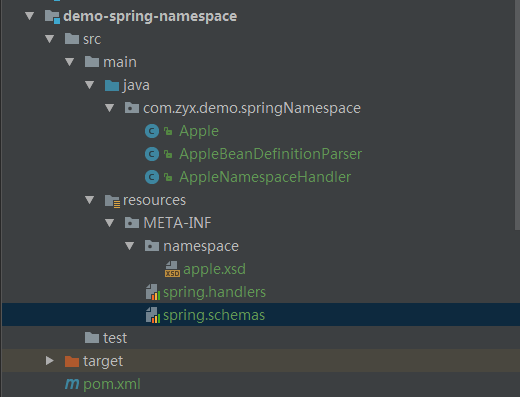 demo-spring-namespace
src
main
java
com.zyx.demo.springNamespace
Apple
AppleBeanDefinitionParser
AppleNamespaceHandler
resources
META-INF
namespace
apple.xsd
spring.handlers
spring.schemas
test
target
pom.xml